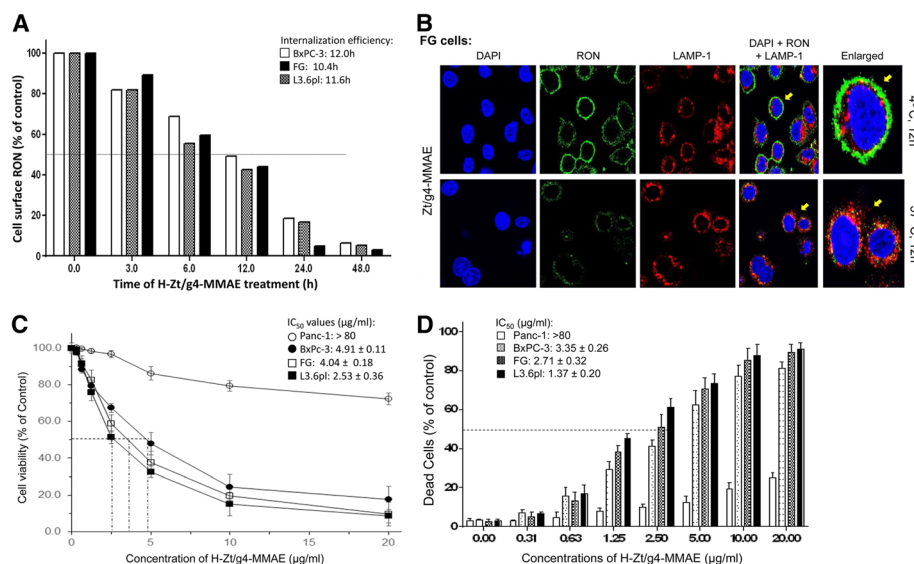 A
Internalization efficiency:
BxPC-3: 12.0h
FG: 10.4h
L3.6pl: 11.6h
Cell surface RON (% of control)
100
80
60
40
20
0
0.0 3.0 6.0 12.0 24.0 48.0
Time of H-Zt/g4-MMAE treatment (h)
B
FG cells:
DAPI RON LAMP-1 DAPI + RON + LAMP-1 Enlarged
Zt/g4-MMAE
C
IC50 values (µg/ml):
Panc-1: > 80
BxPc-3: 4.91 ± 0.11
FG: 4.04 ± 0.18
L3.6pl: 2.53 ± 0.36
Cell viability (% of Control)
100.0
80.0
60.0
40.0
20.0
0.0
0 5 10 15 20
Concentration of H-Zt/g4-MMAE (µg/ml)
D
IC50 (µg/ml):
Panc-1: >80
BxPC-3: 3.35 ± 0.26
FG: 2.71 ± 0.32
L3.6pl: 1.37 ± 0.20
Dead Cells (% of control)
100
80
60
40
20
0
0.00 0.31 0.63 1.25 2.50 5.00 10.00 20.00
Concentrations of H-Zt/g4-MMAE (µg/ml)